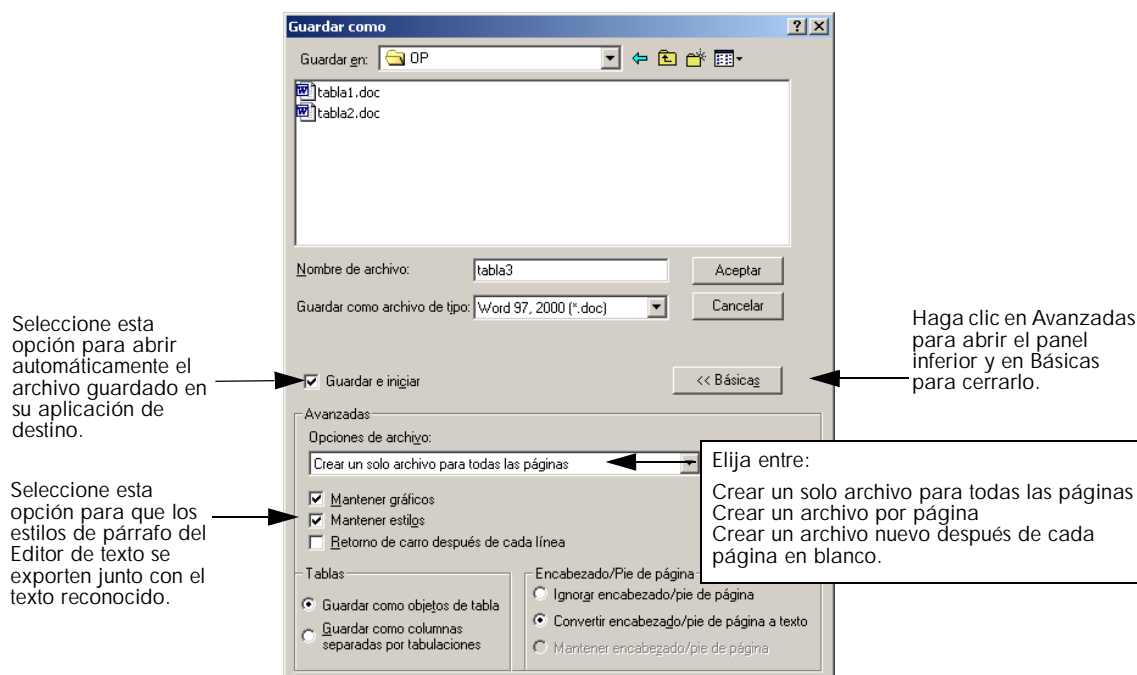 Guardar como
Guardar en:
OP
tabla1.doc
tabla2.doc
Nombre de archivo:
tabla3
Aceptar
Guardar como archivo de tipo:
Word 97, 2000 (*.doc)
Cancelar
Seleccione esta
opción para abrir
automáticamente el
archivo guardado en
su aplicación de
destino.
Guardar e iniciar
<< Básicas
Haga clic en Avanzadas
para abrir el panel
inferior y en Básicas
para cerrarlo.
Avanzadas
Opciones de archivo:
Crear un solo archivo para todas las páginas
Elija entre:
Crear un solo archivo para todas las páginas
Crear un archivo por página
Crear un archivo nuevo después de cada
página en blanco.
Seleccione esta
opción para que los
estilos de párrafo del
Editor de texto se
exporten junto con el
texto reconocido.
Mantener gráficos
Mantener estilos
Retorno de carro después de cada línea
Tablas
Guardar como objetos de tabla
Guardar como columnas
separadas por tabulaciones
Encabezado/Pie de página
Ignorar encabezado/pie de página
Convertir encabezado/pie de página a texto
Mantener encabezado/pie de página